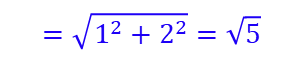 = √(1² + 2²) = √5